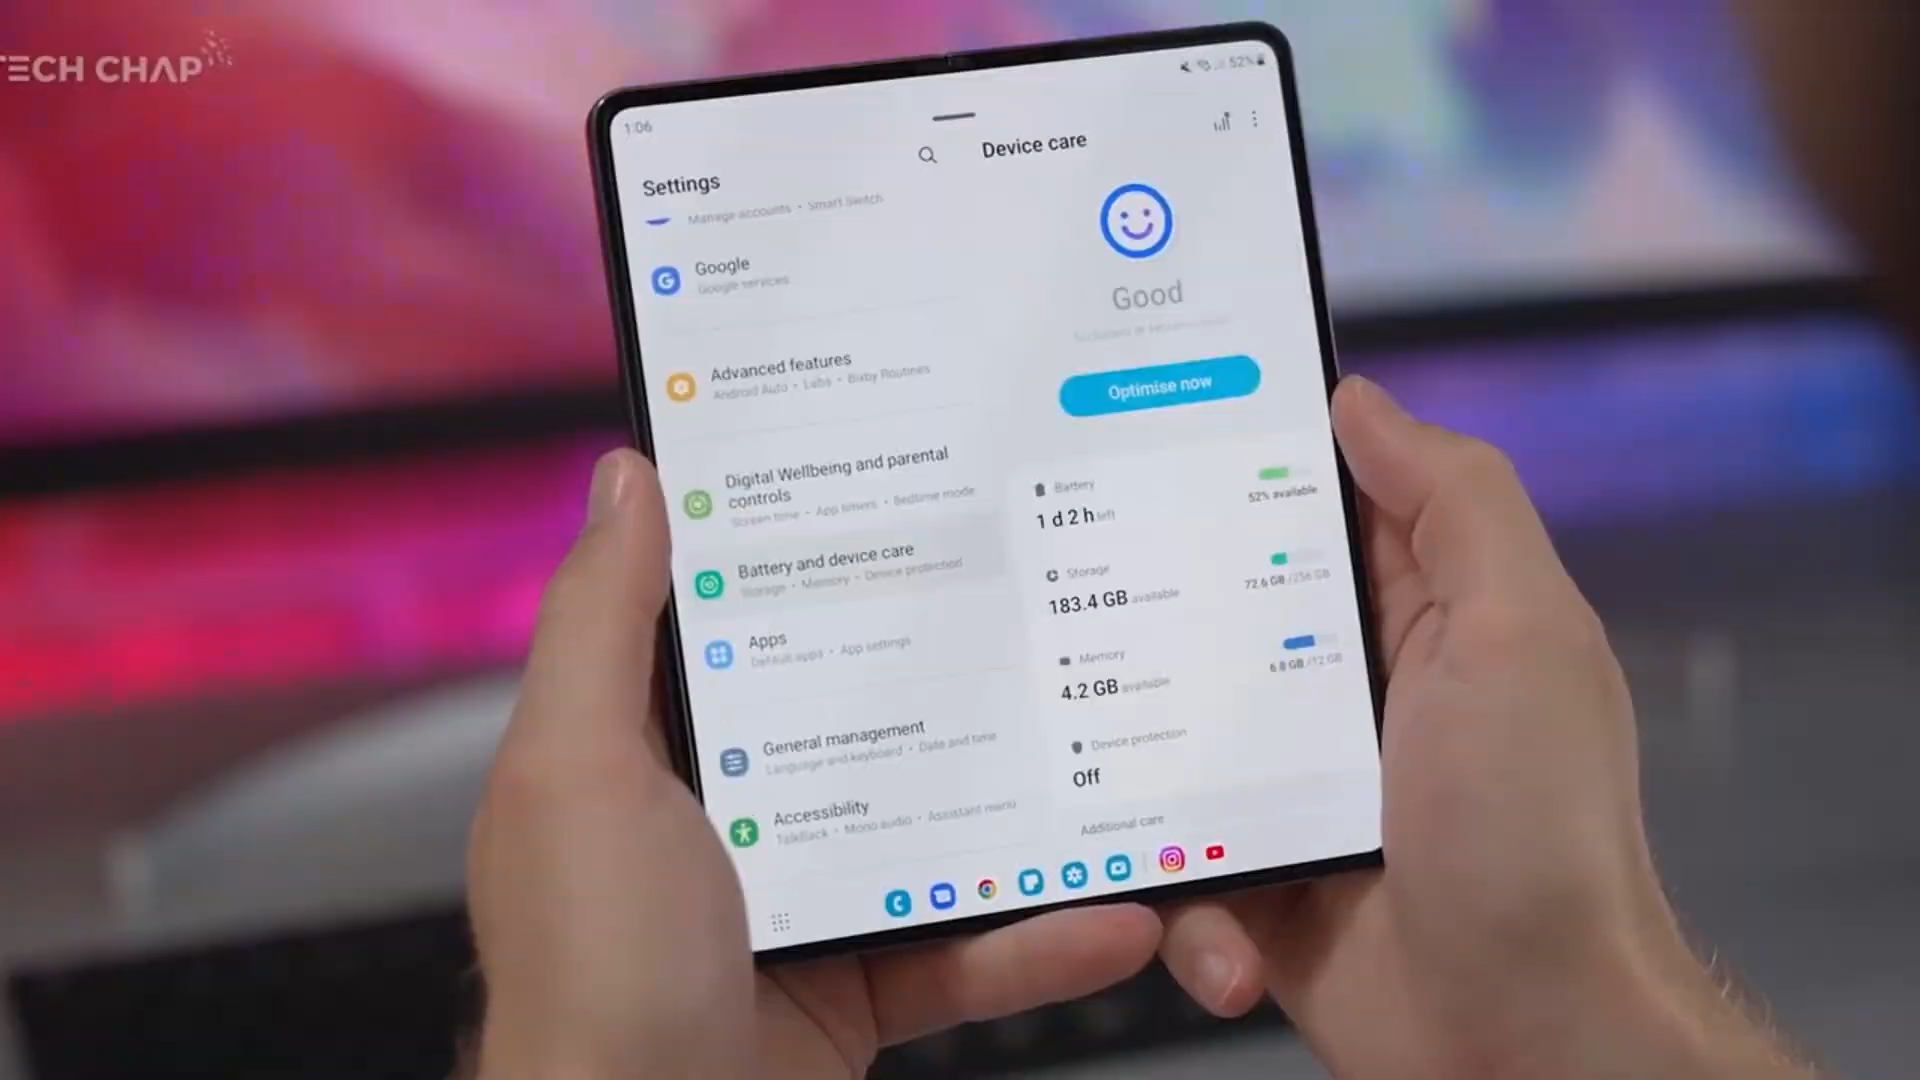 TECH CHAP
1:06
52%
Settings
Manage accounts • Smart Switch
Google
Google services
Advanced features
Android Auto • Labs • Bixby Routines
Digital Wellbeing and parental
controls
Screen time • App timers • Bedtime mode
Battery and device care
Storage • Memory • Device protection
Apps
Default apps • App settings
General management
Language and keyboard • Date and time
Accessibility
TalkBack • Mono audio • Assistant menu
Device care
Good
Optimise now
Battery
1 d 2 h left
52% available
Storage
183.4 GB available
72.6 GB /256 GB
Memory
4.2 GB available
6.8 GB /12 GB
Device protection
Off
Additional care